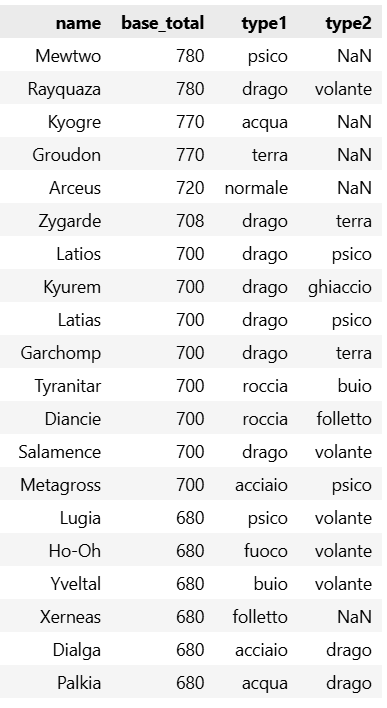 name base_total type1 type2
Mewtwo 780 psico NaN
Rayquaza 780 drago volante
Kyogre 770 acqua NaN
Groudon 770 terra NaN
Arceus 720 normale NaN
Zygarde 708 drago terra
Latios 700 drago psico
Kyurem 700 drago ghiaccio
Latias 700 drago psico
Garchomp 700 drago terra
Tyranitar 700 roccia buio
Diancie 700 roccia folletto
Salamence 700 drago volante
Metagross 700 acciaio psico
Lugia 680 psico volante
Ho-Oh 680 fuoco volante
Yveltal 680 buio volante
Xerneas 680 folletto NaN
Dialga 680 acciaio drago
Palkia 680 acqua drago